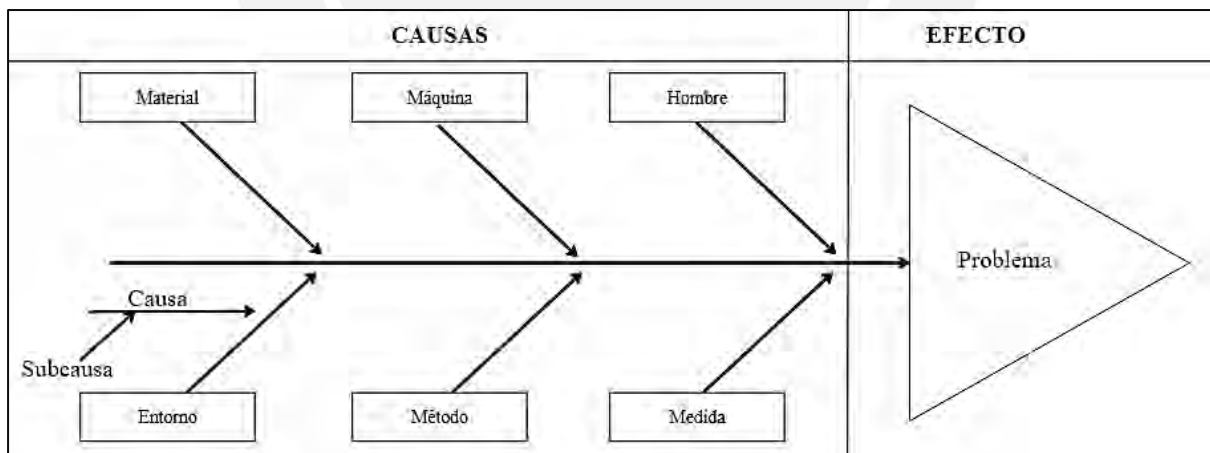 CAUSAS
EFECTO
Material
Máquina
Hombre
Problema
Causa
Subcausa
Entorno
Método
Medida